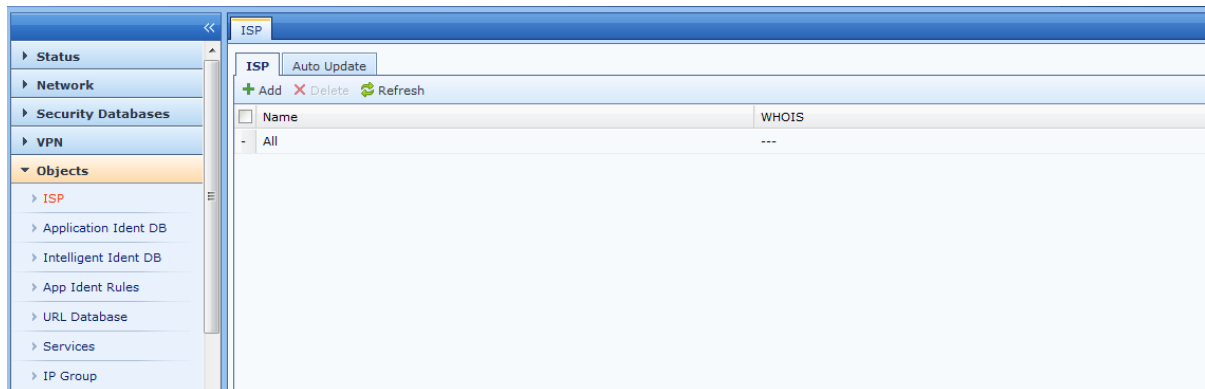 ISP
Status
Network
Security Databases
VPN
Objects
ISP
Application Ident DB
Intelligent Ident DB
App Ident Rules
URL Database
Services
IP Group
ISP Auto Update
Add Delete Refresh
Name WHOIS
- All ---